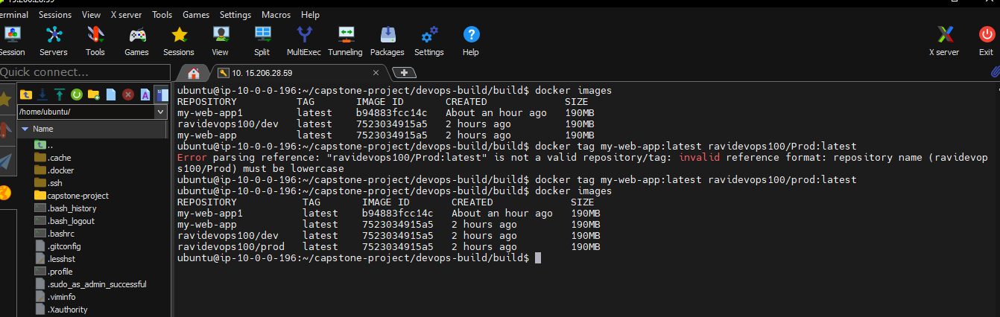 15.206.28.59
erminal Sessions View X server Tools Games Settings Macros Help
Session Servers Tools Games Sessions View Split MultiExec Tunneling Packages Settings Help X server Exit
Quick connect...
10. 15.206.28.59
/home/ubuntu/
Name
..
.cache
.docker
.ssh
capstone-project
.bash_history
.bash_logout
.bashrc
.gitconfig
.lesshst
.profile
.sudo_as_admin_successful
.viminfo
.Xauthority
ubuntu@ip-10-0-0-196:~/capstone-project/devops-build/build$ docker images
REPOSITORY TAG IMAGE ID CREATED SIZE
my-web-app1 latest b94883fcc14c About an hour ago 190MB
ravidevops100/dev latest 7523034915a5 2 hours ago 190MB
my-web-app latest 7523034915a5 2 hours ago 190MB
ubuntu@ip-10-0-0-196:~/capstone-project/devops-build/build$ docker tag my-web-app:latest ravidevops100/Prod:latest
Error parsing reference: "ravidevops100/Prod:latest" is not a valid repository/tag: invalid reference format: repository name (ravidevop
s100/Prod) must be lowercase
ubuntu@ip-10-0-0-196:~/capstone-project/devops-build/build$ docker tag my-web-app:latest ravidevops100/prod:latest
ubuntu@ip-10-0-0-196:~/capstone-project/devops-build/build$ docker images
REPOSITORY TAG IMAGE ID CREATED SIZE
my-web-app1 latest b94883fcc14c About an hour ago 190MB
my-web-app latest 7523034915a5 2 hours ago 190MB
ravidevops100/dev latest 7523034915a5 2 hours ago 190MB
ravidevops100/prod latest 7523034915a5 2 hours ago 190MB
ubuntu@ip-10-0-0-196:~/capstone-project/devops-build/build$